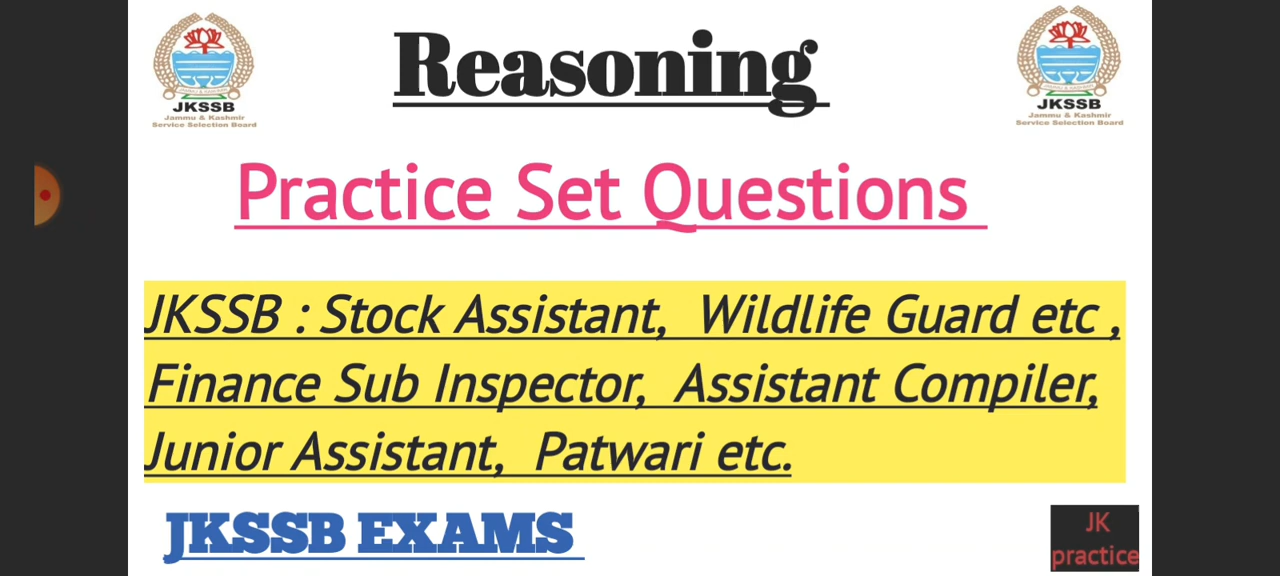 Reasoning
JKSSB
Jammu & Kashmir
Service Selection Board
JKSSB
Jammu & Kashmir
Service Selection Board
Practice Set Questions
JKSSB : Stock Assistant, Wildlife Guard etc ,
Finance Sub Inspector, Assistant Compiler,
Junior Assistant, Patwari etc.
JKSSB EXAMS
JK
practice